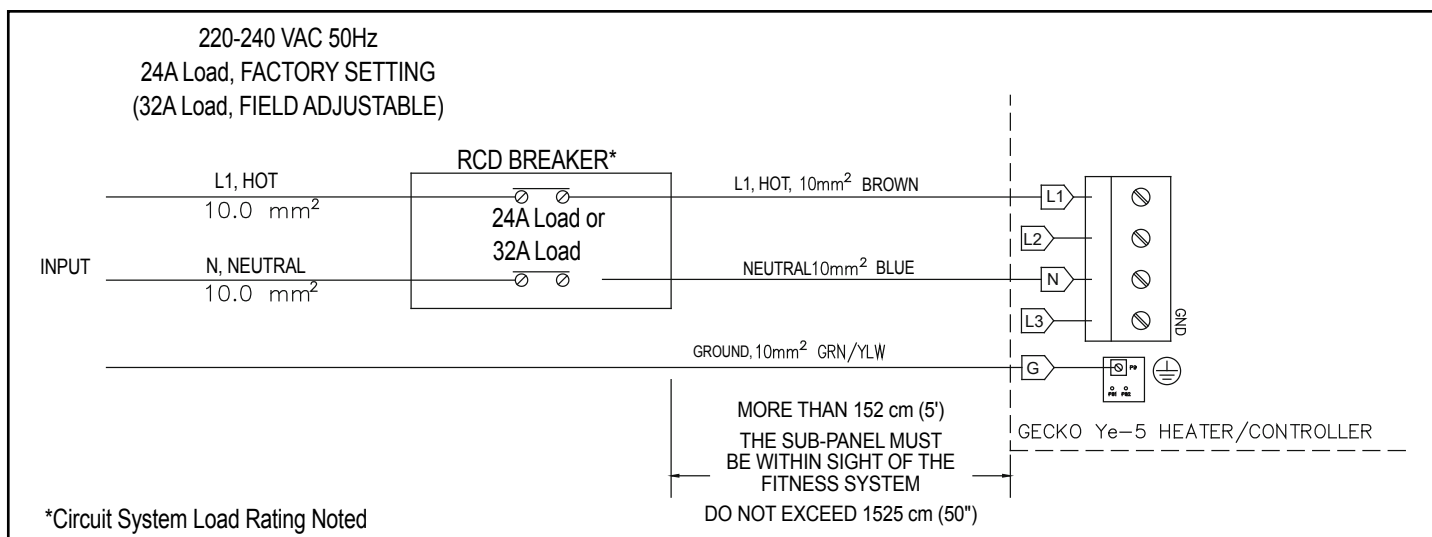 220-240 VAC 50Hz
24A Load, FACTORY SETTING
(32A Load, FIELD ADJUSTABLE)
RCD BREAKER*
L1, HOT
10.0 mm²
24A Load or
32A Load
L1, HOT, 10mm² BROWN
L1
L2
INPUT
N, NEUTRAL
10.0 mm²
NEUTRAL10mm² BLUE
N
L3
GND
GROUND, 10mm² GRN/YLW
G
P9
P81 P82
MORE THAN 152 cm (5')
THE SUB-PANEL MUST
BE WITHIN SIGHT OF THE
FITNESS SYSTEM
DO NOT EXCEED 1525 cm (50")
GECKO Ye-5 HEATER/CONTROLLER
*Circuit System Load Rating Noted